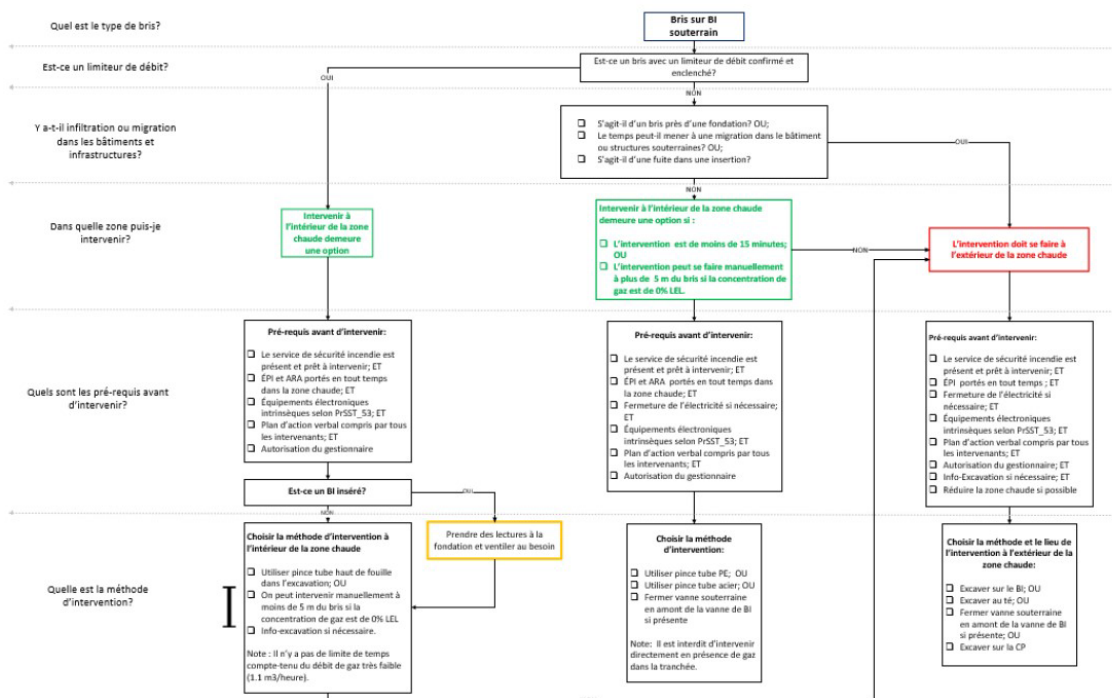 Quel est le type de bris?
Bris sur BI
souterrain
Est-ce un limiteur de débit?
Est-ce un bris avec un limiteur de débit confirmé et
enclenché?
OUI
NON
Y a-t-il infiltration ou migration
dans les bâtiments et
infrastructures?
S'agit-il d'un bris près d'une fondation? OU;
Le temps peut-il mener à une migration dans le bâtiment
ou structures souterraines? OU;
S'agit-il d'une fuite dans une insertion?
OUI
NON
Dans quelle zone puis-je
intervenir?
Intervenir à
l'intérieur de la zone
chaude demeure
une option
Intervenir à l'intérieur de la zone chaude
demeure une option si :
L'intervention est de moins de 15 minutes;
OU
L'intervention peut se faire manuellement
à plus de 5 m du bris si la concentration de
gaz est de 0% LEL.
NON
L'intervention doit se faire à
l'extérieur de la zone chaude
Quels sont les pré-requis avant
d'intervenir?
Pré-requis avant d'intervenir:
Le service de sécurité incendie est
présent et prêt à intervenir; ET
ÉPI et ARA portés en tout temps
dans la zone chaude; ET
Équipements électroniques
intrinsèques selon PrSST_53; ET
Plan d'action verbal compris par tous
les intervenants; ET
Autorisation du gestionnaire
Pré-requis avant d'intervenir:
Le service de sécurité incendie est
présent et prêt à intervenir; ET
ÉPI et ARA portés en tout temps dans
la zone chaude; ET
Fermeture de l'électricité si nécessaire;
ET
Équipements électroniques
intrinsèques selon PrSST_53; ET
Plan d'action verbal compris par tous
les intervenants; ET
Autorisation du gestionnaire
Pré-requis avant d'intervenir:
Le service de sécurité incendie est
présent et prêt à intervenir; ET
ÉPI portés en tout temps ; ET
Fermeture de l'électricité si
nécessaire; ET
Équipements électroniques
intrinsèques selon PrSST_53; ET
Plan d'action verbal compris par tous
les intervenants; ET
Autorisation du gestionnaire; ET
Info-Excavation si nécessaire; ET
Réduire la zone chaude si possible
Est-ce un BI inséré?
OUI
NON
Quelle est la méthode
d'intervention?
Choisir la méthode d'intervention à
l'intérieur de la zone chaude
Utiliser pince tube haut de fouille
dans l'excavation; OU
On peut intervenir manuellement à
moins de 5 m du bris si la
concentration de gaz est de 0% LEL
Info-excavation si nécessaire.
Note : Il n'y a pas de limite de temps
compte-tenu du débit de gaz très faible
(1.1 m3/heure).
Prendre des lectures à la
fondation et ventiler au besoin
Choisir la méthode
d'intervention:
Utiliser pince tube PE; OU
Utiliser pince tube acier; OU
Fermer vanne souterraine
en amont de la vanne de BI
si présente
Note: Il est interdit d'intervenir
directement en présence de gaz
dans la tranchée.
Choisir la méthode et le lieu de
l'intervention à l'extérieur de la
zone chaude:
Excaver sur le BI; OU
Excaver au té; OU
Fermer vanne souterraine
en amont de la vanne de BI
si présente; OU
Excaver sur la CP